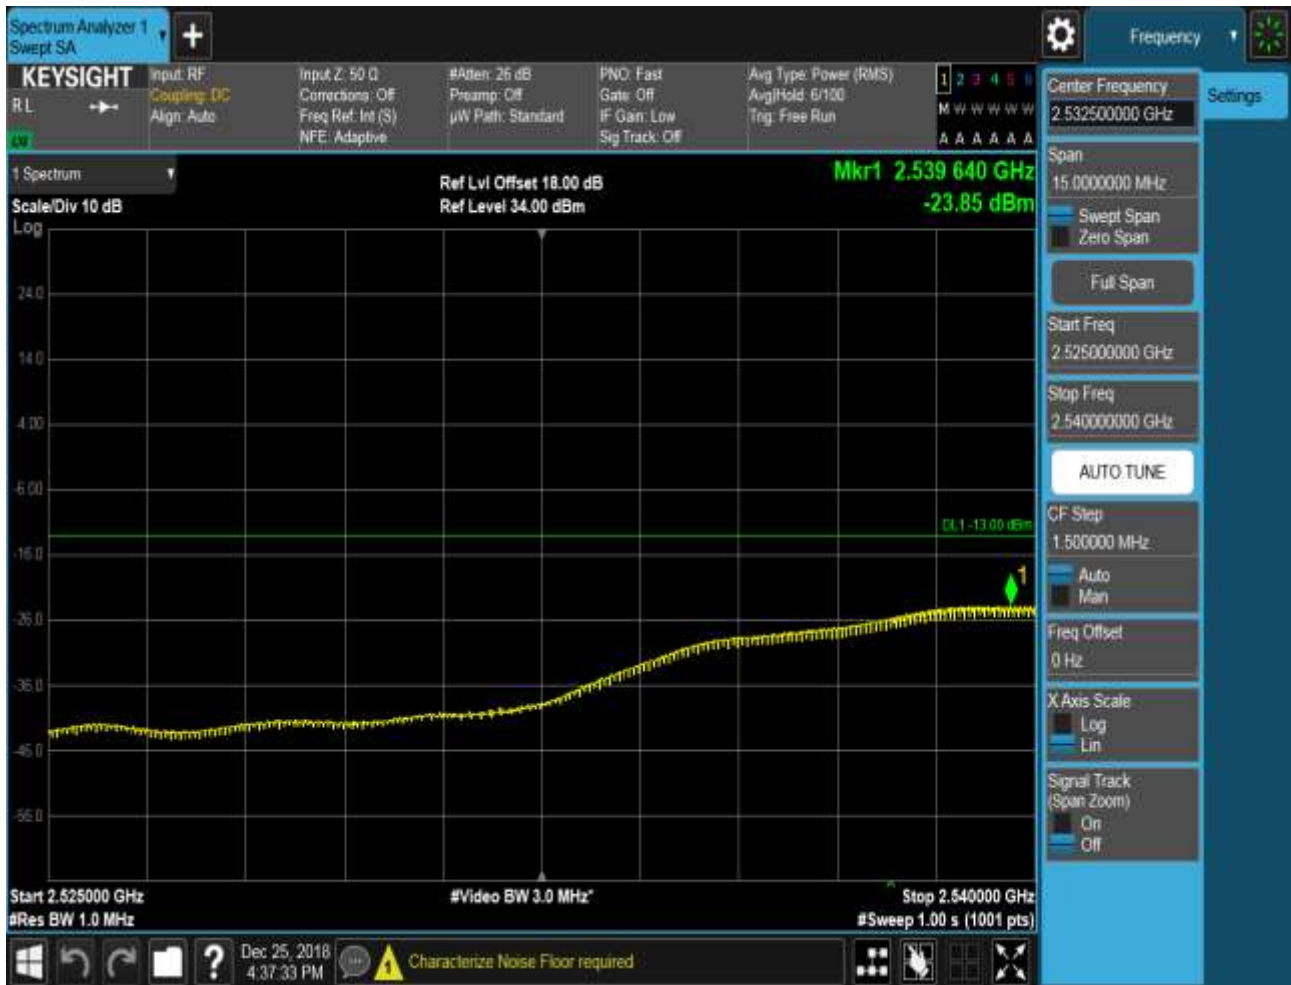 Spectrum Analyzer 1
Swept SA
Frequency
KEYSIGHT
R L
Input: RF
Coupling: DC
Align: Auto
Input Z: 50 Ω
Corrections: Off
Freq Ref: Int (S)
NFE: Adaptive
#Atten: 26 dB
Preamp: Off
µW Path: Standard
PNO: Fast
Gate: Off
IF Gain: Low
Sig Track: Off
Avg Type: Power (RMS)
Avg|Hold: 6/100
Trig: Free Run
1 2 3 4 5 6
M W W W W W
A A A A A A
1 Spectrum
Scale/Div 10 dB
Log
Ref Lvl Offset 18.00 dB
Ref Level 34.00 dBm
Mkr1 2.539 640 GHz
-23.85 dBm
24.0
14.0
4.00
-6.00
-16.0
-26.0
-36.0
-46.0
-56.0
DL1 -13.00 dBm
1
Start 2.525000 GHz
#Res BW 1.0 MHz
#Video BW 3.0 MHz*
Stop 2.540000 GHz
#Sweep 1.00 s (1001 pts)
Center Frequency
2.532500000 GHz
Settings
Span
15.0000000 MHz
Swept Span
Zero Span
Full Span
Start Freq
2.525000000 GHz
Stop Freq
2.540000000 GHz
AUTO TUNE
CF Step
1.500000 MHz
Auto
Man
Freq Offset
0 Hz
X Axis Scale
Log
Lin
Signal Track
(Span Zoom)
On
Off
?
Dec 25, 2018
4:37:33 PM
1
Characterize Noise Floor required